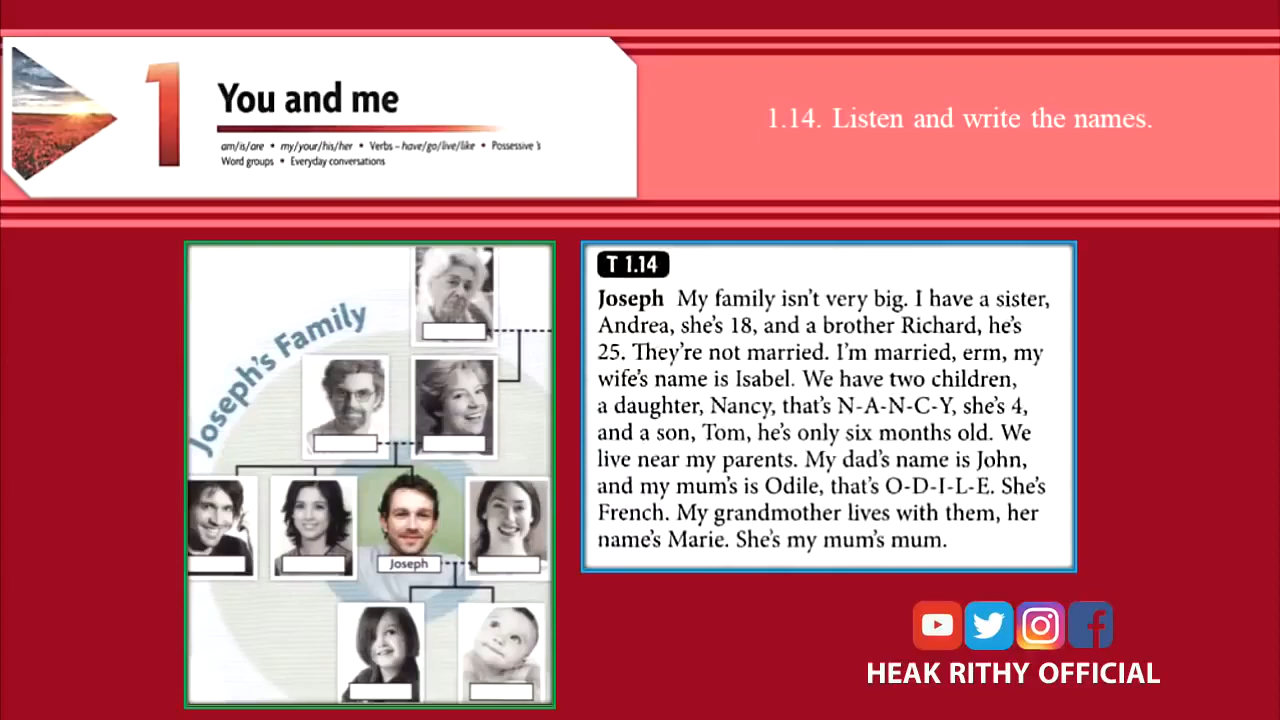 1
You and me
am/is/are • my/your/his/her • Verbs – have/go/live/like • Possessive 's
Word groups • Everyday conversations
1.14. Listen and write the names.
Joseph's Family
Joseph
T 1.14
Joseph My family isn't very big. I have a sister,
Andrea, she's 18, and a brother Richard, he's
25. They're not married. I'm married, erm, my
wife's name is Isabel. We have two children,
a daughter, Nancy, that's N-A-N-C-Y, she's 4,
and a son, Tom, he's only six months old. We
live near my parents. My dad's name is John,
and my mum's is Odile, that's O-D-I-L-E. She's
French. My grandmother lives with them, her
name's Marie. She's my mum's mum.
HEAK RITHY OFFICIAL